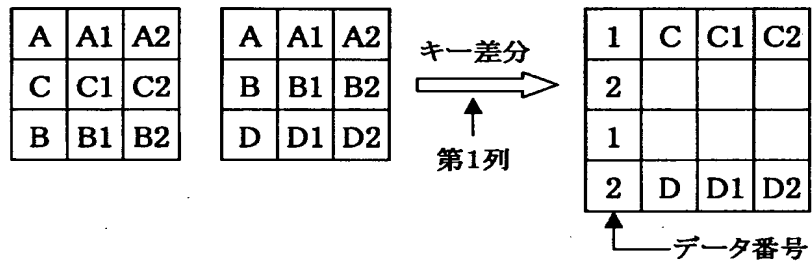 A A1 A2
C C1 C2
B B1 B2
A A1 A2
B B1 B2
D D1 D2
キー差分
第1列
1 C C1 C2
2
1
2 D D1 D2
データ番号